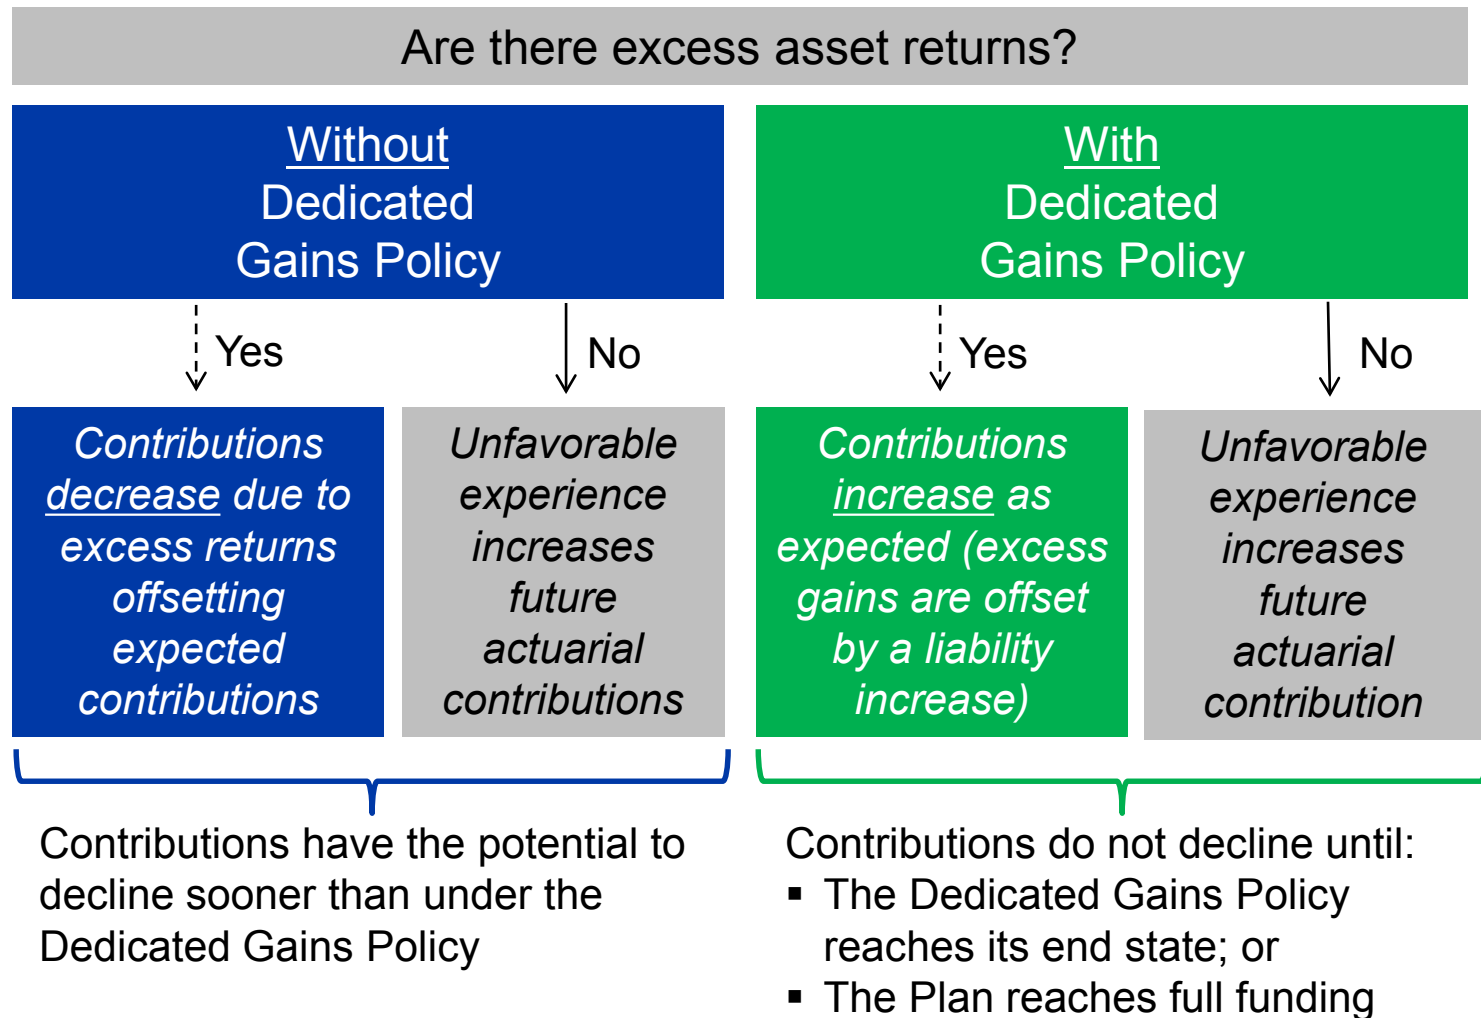 Are there excess asset returns?
Without
Dedicated
Gains Policy
With
Dedicated
Gains Policy
Yes
No
Yes
No
Contributions
decrease due to
excess returns
offsetting
expected
contributions
Unfavorable
experience
increases
future
actuarial
contributions
Contributions
increase as
expected (excess
gains are offset
by a liability
increase)
Unfavorable
experience
increases
future
actuarial
contribution
Contributions have the potential to
decline sooner than under the
Dedicated Gains Policy
Contributions do not decline until:
▪ The Dedicated Gains Policy
reaches its end state; or
▪ The Plan reaches full funding